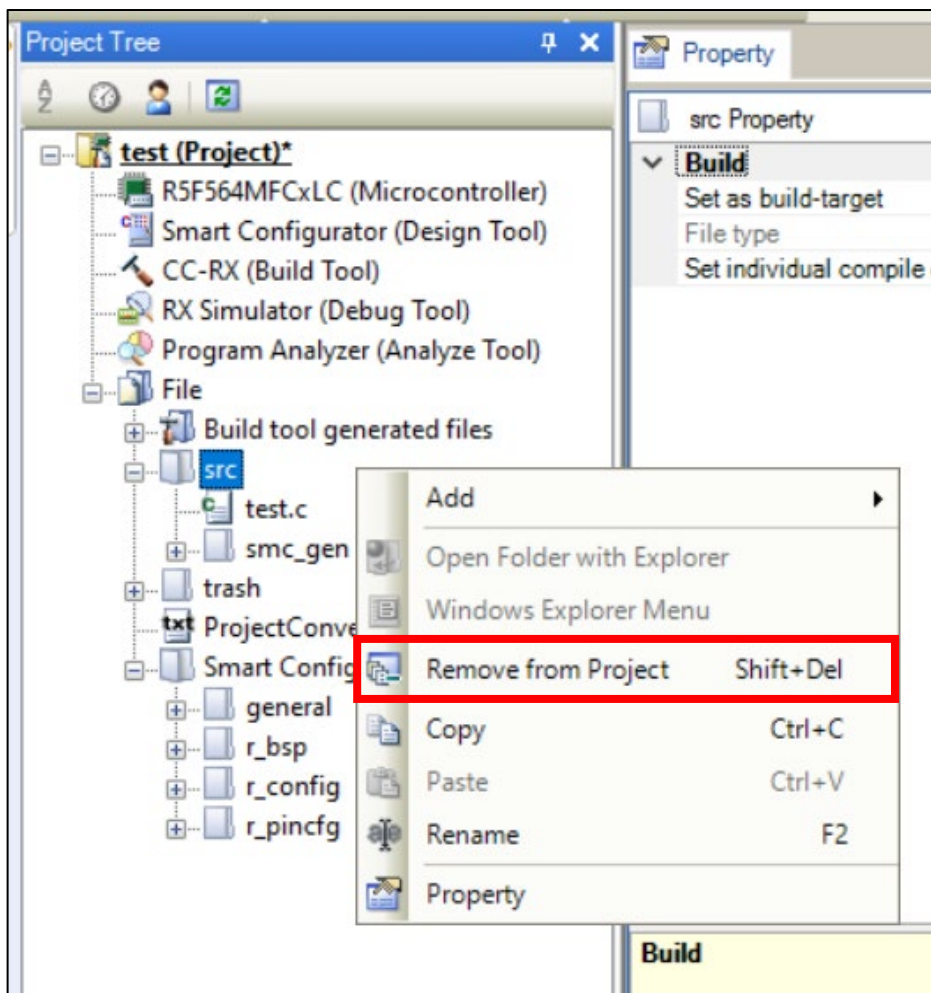 Project Tree
Property
src Property
test (Project)*
Build
R5F564MFCxLC (Microcontroller)
Set as build-target
Smart Configurator (Design Tool)
File type
CC-RX (Build Tool)
Set individual compile
RX Simulator (Debug Tool)
Program Analyzer (Analyze Tool)
File
Build tool generated files
src
test.c
smc_gen
trash
ProjectConve
Smart Config
general
r_bsp
r_config
r_pincfg
Add
Open Folder with Explorer
Windows Explorer Menu
Remove from Project Shift+Del
Copy Ctrl+C
Paste Ctrl+V
Rename F2
Property
Build